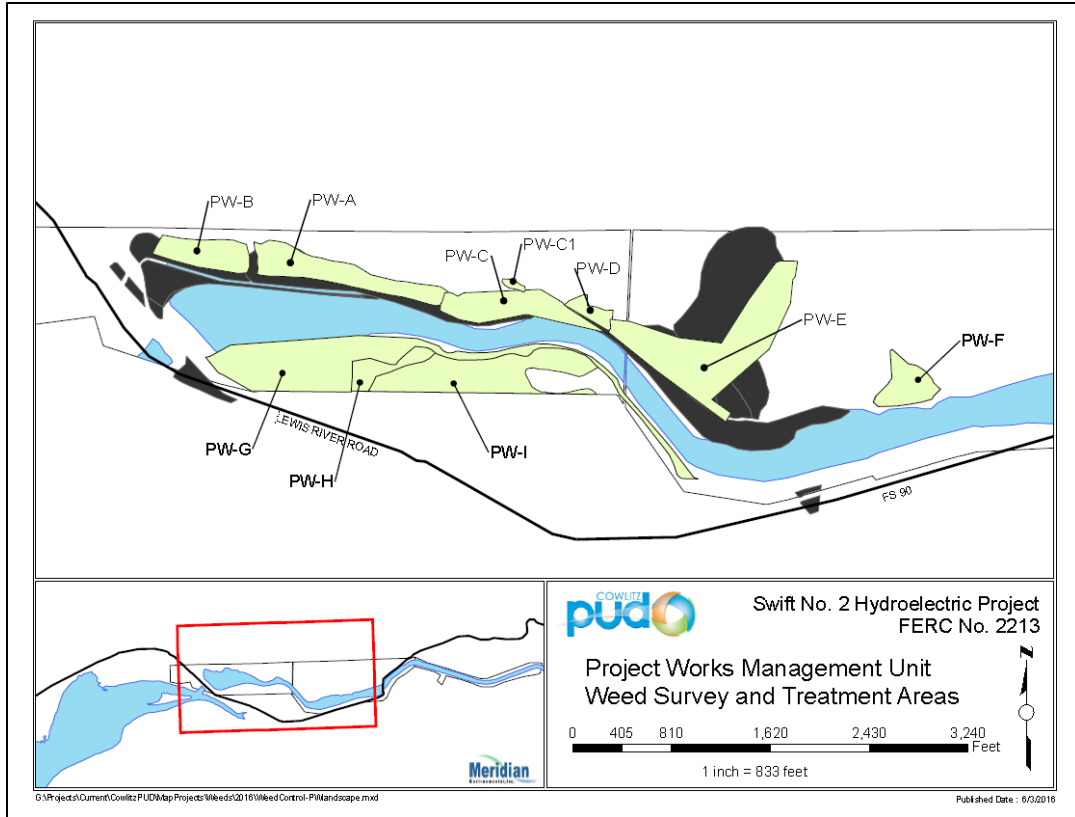 PW-B
PW-A
PW-C
PW-C1
PW-D
PW-E
PW-F
PW-G
PW-H
PW-I
LEWIS RIVER ROAD
FS 90
COWLITZ
pud
Swift No. 2 Hydroelectric Project
FERC No. 2213
Project Works Management Unit
Weed Survey and Treatment Areas
N
0 405 810 1,620 2,430 3,240
Feet
1 inch = 833 feet
Meridian
Environmental, Inc.
G:\Projects\Current\Cowlitz PUD\Map Projects\Weeds\2016\WeedControl-PWlandscape.mxd
Published Date : 6/3/2016